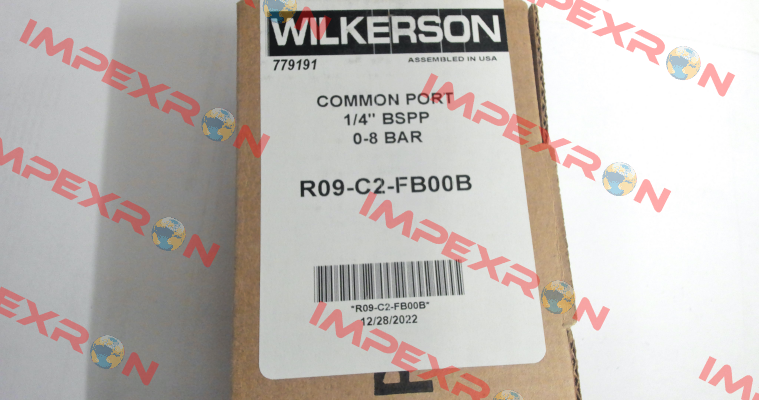 WILKERSON
779191
ASSEMBLED IN USA
COMMON PORT
1/4" BSPP
0-8 BAR
R09-C2-FB00B
"R09-C2-FB00B"
12/28/2022
IMPEXRON
IMPEXRON
IMPEXRON
IMPEXRON
IMPEXRON